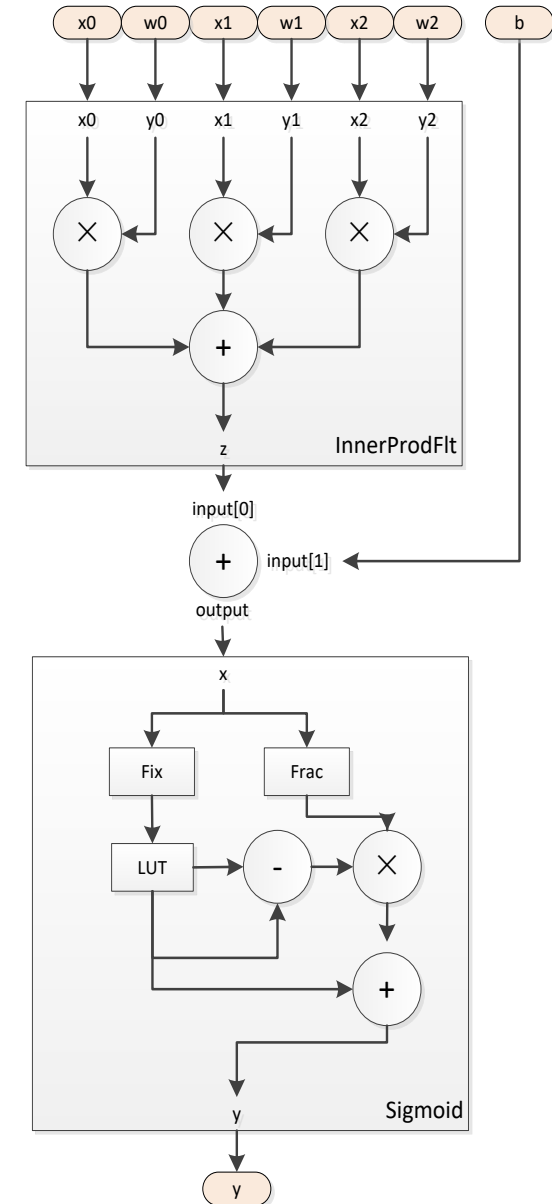 x0 w0 x1 w1 x2 w2 b
x0 y0 x1 y1 x2 y2
× × ×
+
z
InnerProdFlt
input[0]
+ input[1]
output
x
Fix Frac
LUT - ×
+
y
Sigmoid
y